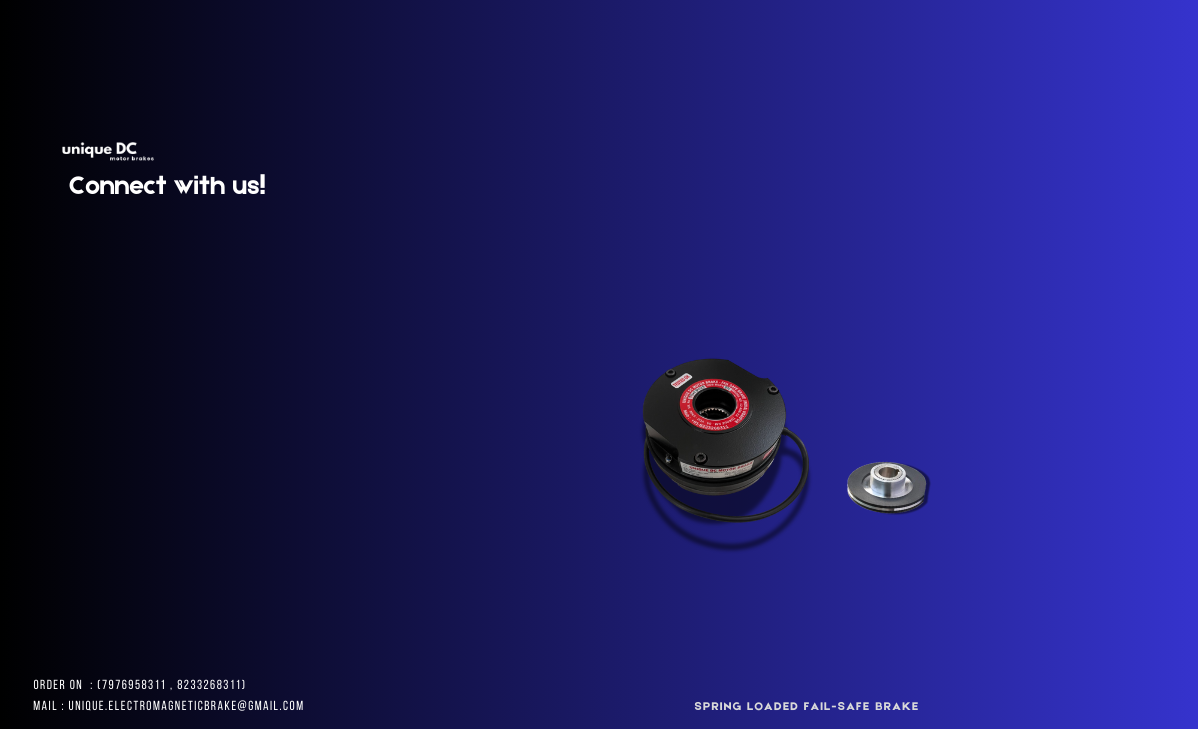 unique DC
motor brakes
Connect with us!
ORDER ON : (7976958311 , 8233268311)
MAIL : UNIQUE.ELECTROMAGNETICBRAKE@GMAIL.COM
SPRING LOADED FAIL-SAFE BRAKE